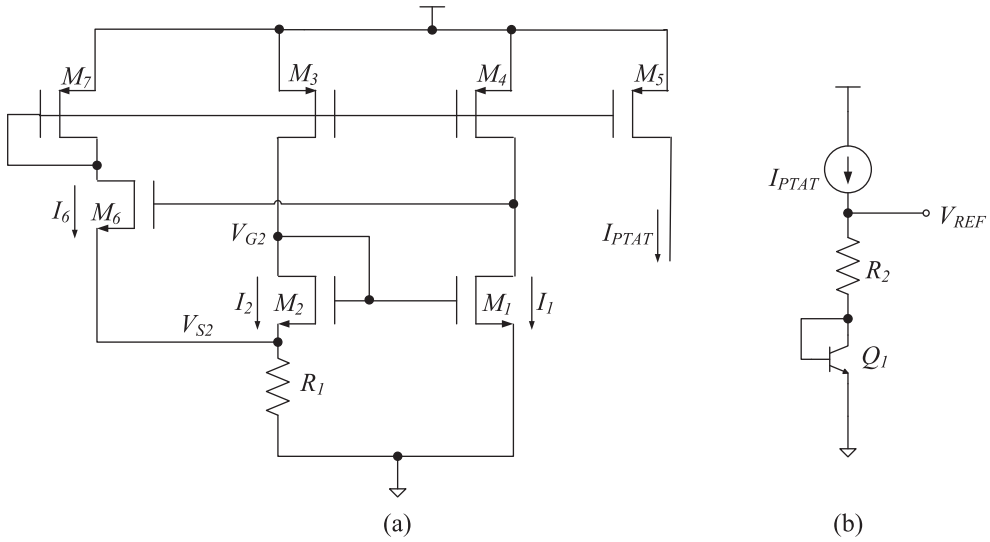 M7
M3
M4
M5
I6
M6
VG2
IPTAT
I2
M2
M1
I1
VS2
R1
(a)
IPTAT
VREF
R2
Q1
(b)